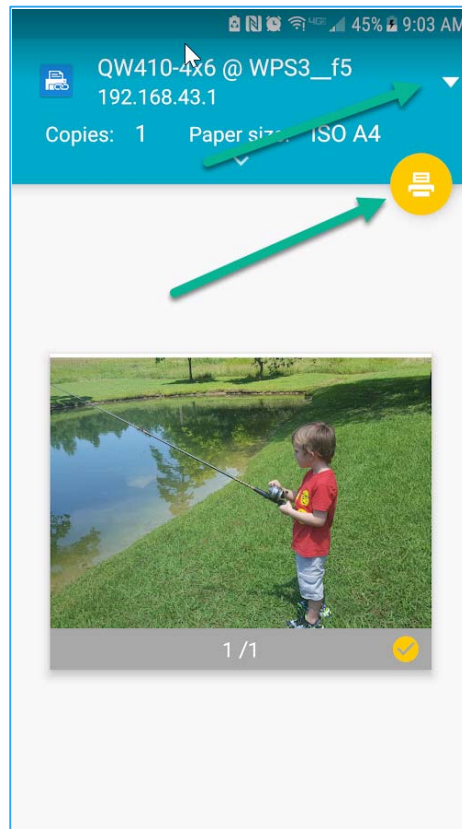 45% 9:03 AM
QW410-4x6 @ WPS3__f5
192.168.43.1
Copies: 1 Paper size: ISO A4
1 /1